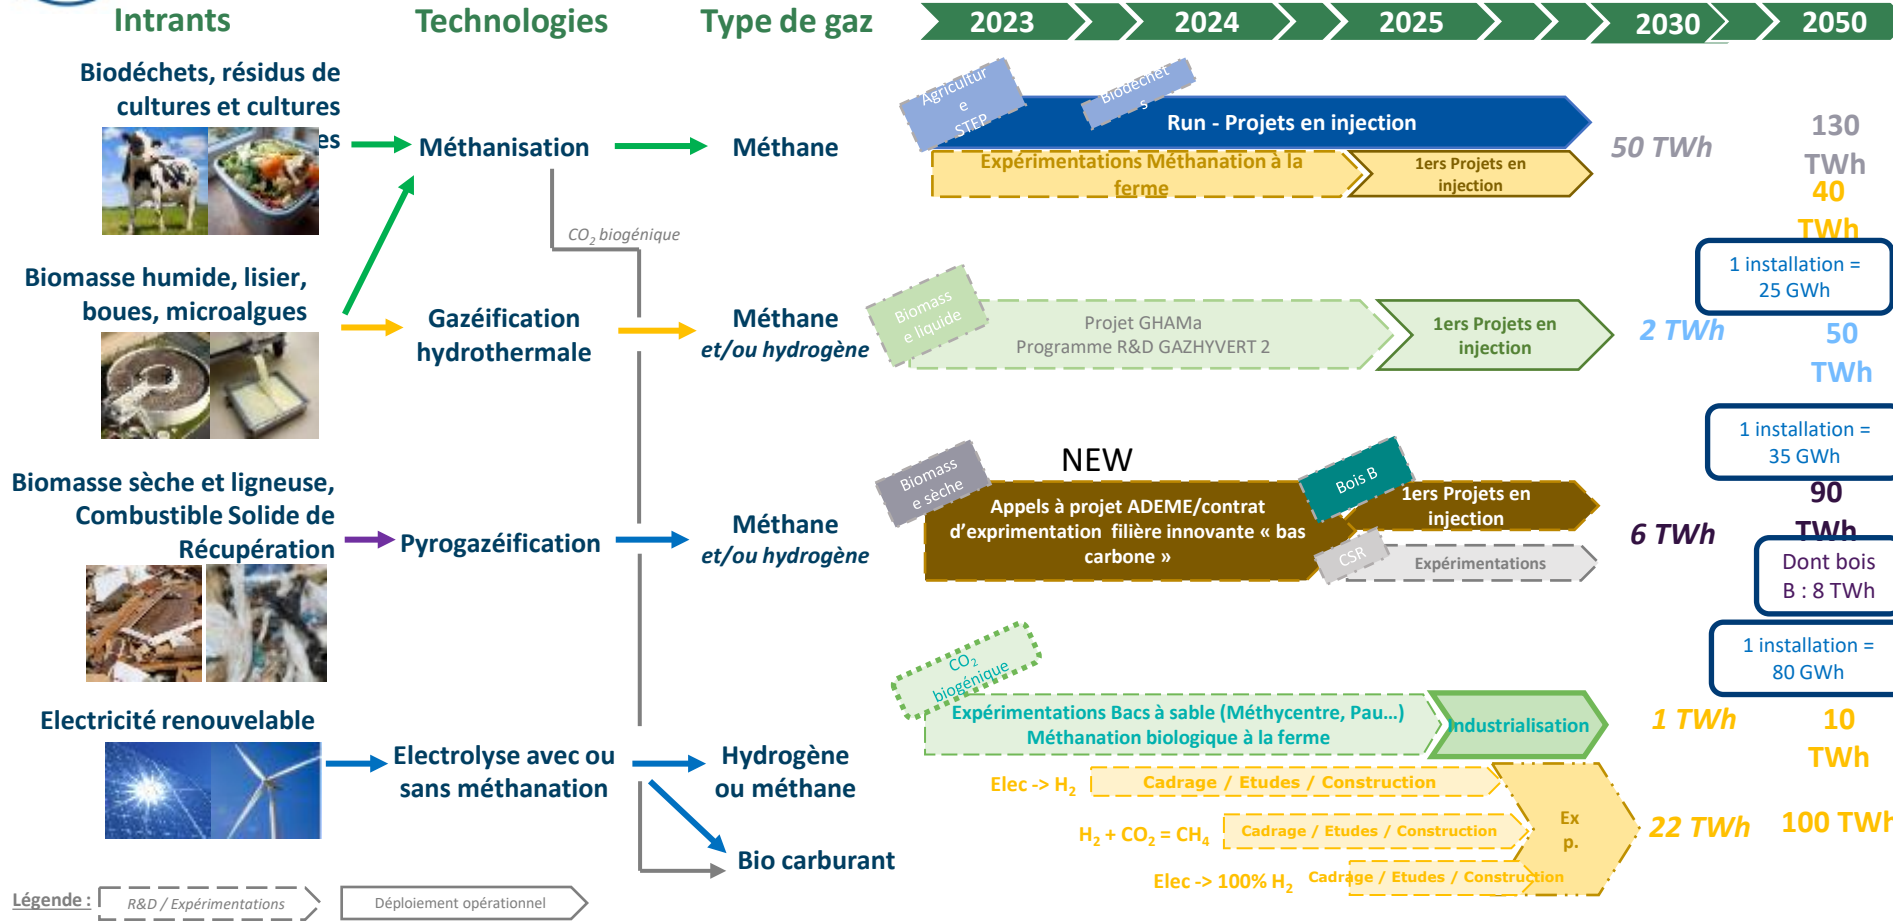 Intrants
Technologies
Type de gaz
2023
2024
2025
2030
2050
Biodéchets, résidus de
cultures et cultures
es
Méthanisation
Méthane
Agricultur
e
STEP
Biodéchet
s
Run - Projets en injection
Expérimentations Méthanation à la
ferme
1ers Projets en
injection
50 TWh
130
TWh
40
TWh
CO₂ biogénique
1 installation =
25 GWh
Biomasse humide, lisier,
boues, microalgues
Gazéification
hydrothermale
Méthane
et/ou hydrogène
Biomass
e liquide
Projet GHAMa
Programme R&D GAZHYVERT 2
1ers Projets en
injection
2 TWh
50
TWh
1 installation =
35 GWh
Biomasse sèche et ligneuse,
Combustible Solide de
Récupération
Pyrogazéification
Méthane
et/ou hydrogène
Biomass
e sèche
NEW
Appels à projet ADEME/contrat
d’exprimentation filière innovante « bas
carbone »
Bois B
1ers Projets en
injection
CSR
Expérimentations
6 TWh
90
TWh
Dont bois
B : 8 TWh
1 installation =
80 GWh
Electricité renouvelable
Electrolyse avec ou
sans méthanation
Hydrogène
ou méthane
Bio carburant
CO₂
biogénique
Expérimentations Bacs à sable (Méthycentre, Pau…)
Méthanation biologique à la ferme
Industrialisation
1 TWh
10
TWh
Elec -> H₂
Cadrage / Etudes / Construction
H₂ + CO₂ = CH₄
Cadrage / Etudes / Construction
Elec -> 100% H₂
Cadrage / Etudes / Construction
Ex
p.
22 TWh
100 TWh
Légende :
R&D / Expérimentations
Déploiement opérationnel